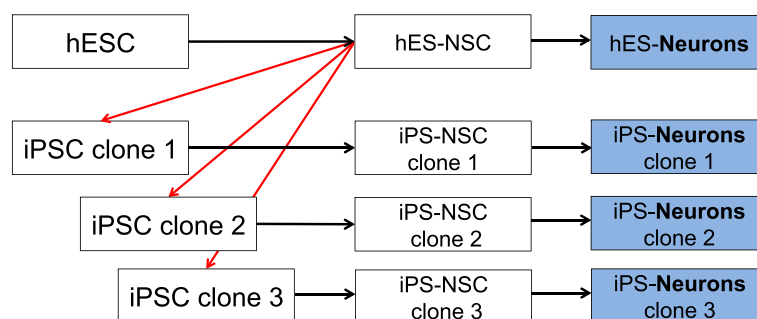 hESC
hES-NSC
hES-Neurons
iPSC clone 1
iPS-NSC
clone 1
iPS-Neurons
clone 1
iPSC clone 2
iPS-NSC
clone 2
iPS-Neurons
clone 2
iPSC clone 3
iPS-NSC
clone 3
iPS-Neurons
clone 3